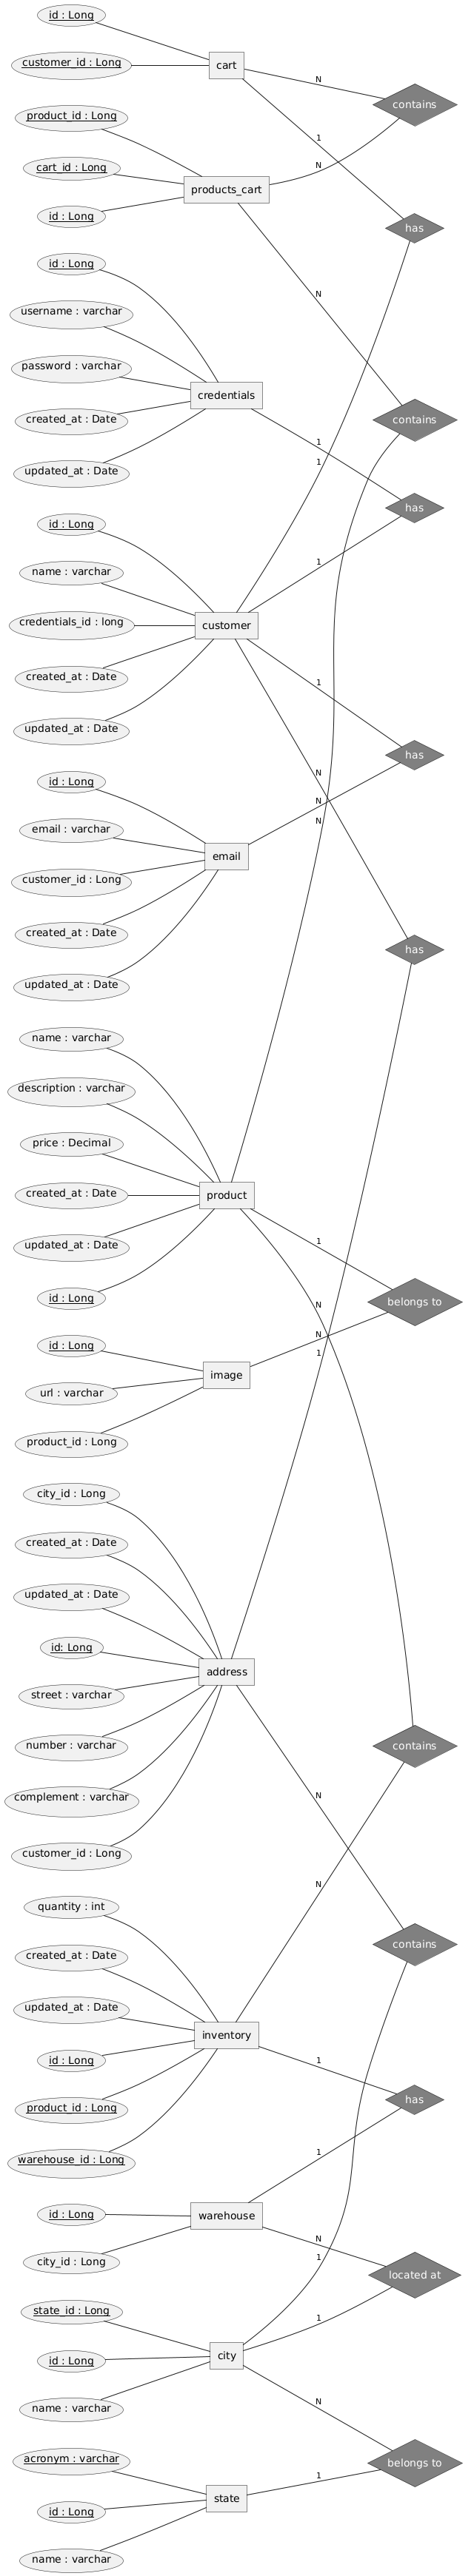 id : Long
customer_id : Long
cart
N
contains
product_id : Long
1
cart_id : Long
N
products_cart
id : Long
has
id : Long
N
username : varchar
password : varchar
credentials
created_at : Date
contains
1
updated_at : Date
1
has
id : Long
name : varchar
1
credentials_id : long
customer
created_at : Date
1
updated_at : Date
has
id : Long
N
email : varchar
N
N
email
customer_id : Long
created_at : Date
has
updated_at : Date
name : varchar
description : varchar
price : Decimal
created_at : Date
product
updated_at : Date
1
id : Long
belongs to
N
id : Long
N
url : varchar
image
1
product_id : Long
city_id : Long
created_at : Date
updated_at : Date
id: Long
address
street : varchar
number : varchar
contains
complement : varchar
N
customer_id : Long
N
quantity : int
contains
created_at : Date
updated_at : Date
inventory
id : Long
1
product_id : Long
has
warehouse_id : Long
1
id : Long
warehouse
city_id : Long
N
1
located at
state_id : Long
1
id : Long
city
name : varchar
N
acronym : varchar
belongs to
1
id : Long
state
name : varchar